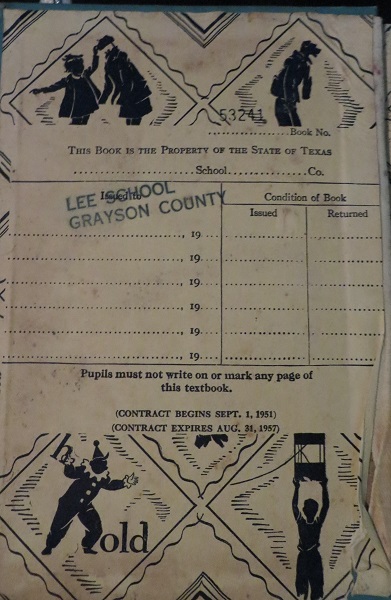 53241
Book No.
This Book is the Property of the State of Texas
School Co.
Issued to Condition of Book
LEE SCHOOL
GRAYSON COUNTY
Issued Returned
, 19
, 19
, 19
, 19
, 19
, 19
Pupils must not write on or mark any page of
this textbook.
(CONTRACT BEGINS SEPT. 1, 1951)
(CONTRACT EXPIRES AUG. 31, 1957)
old